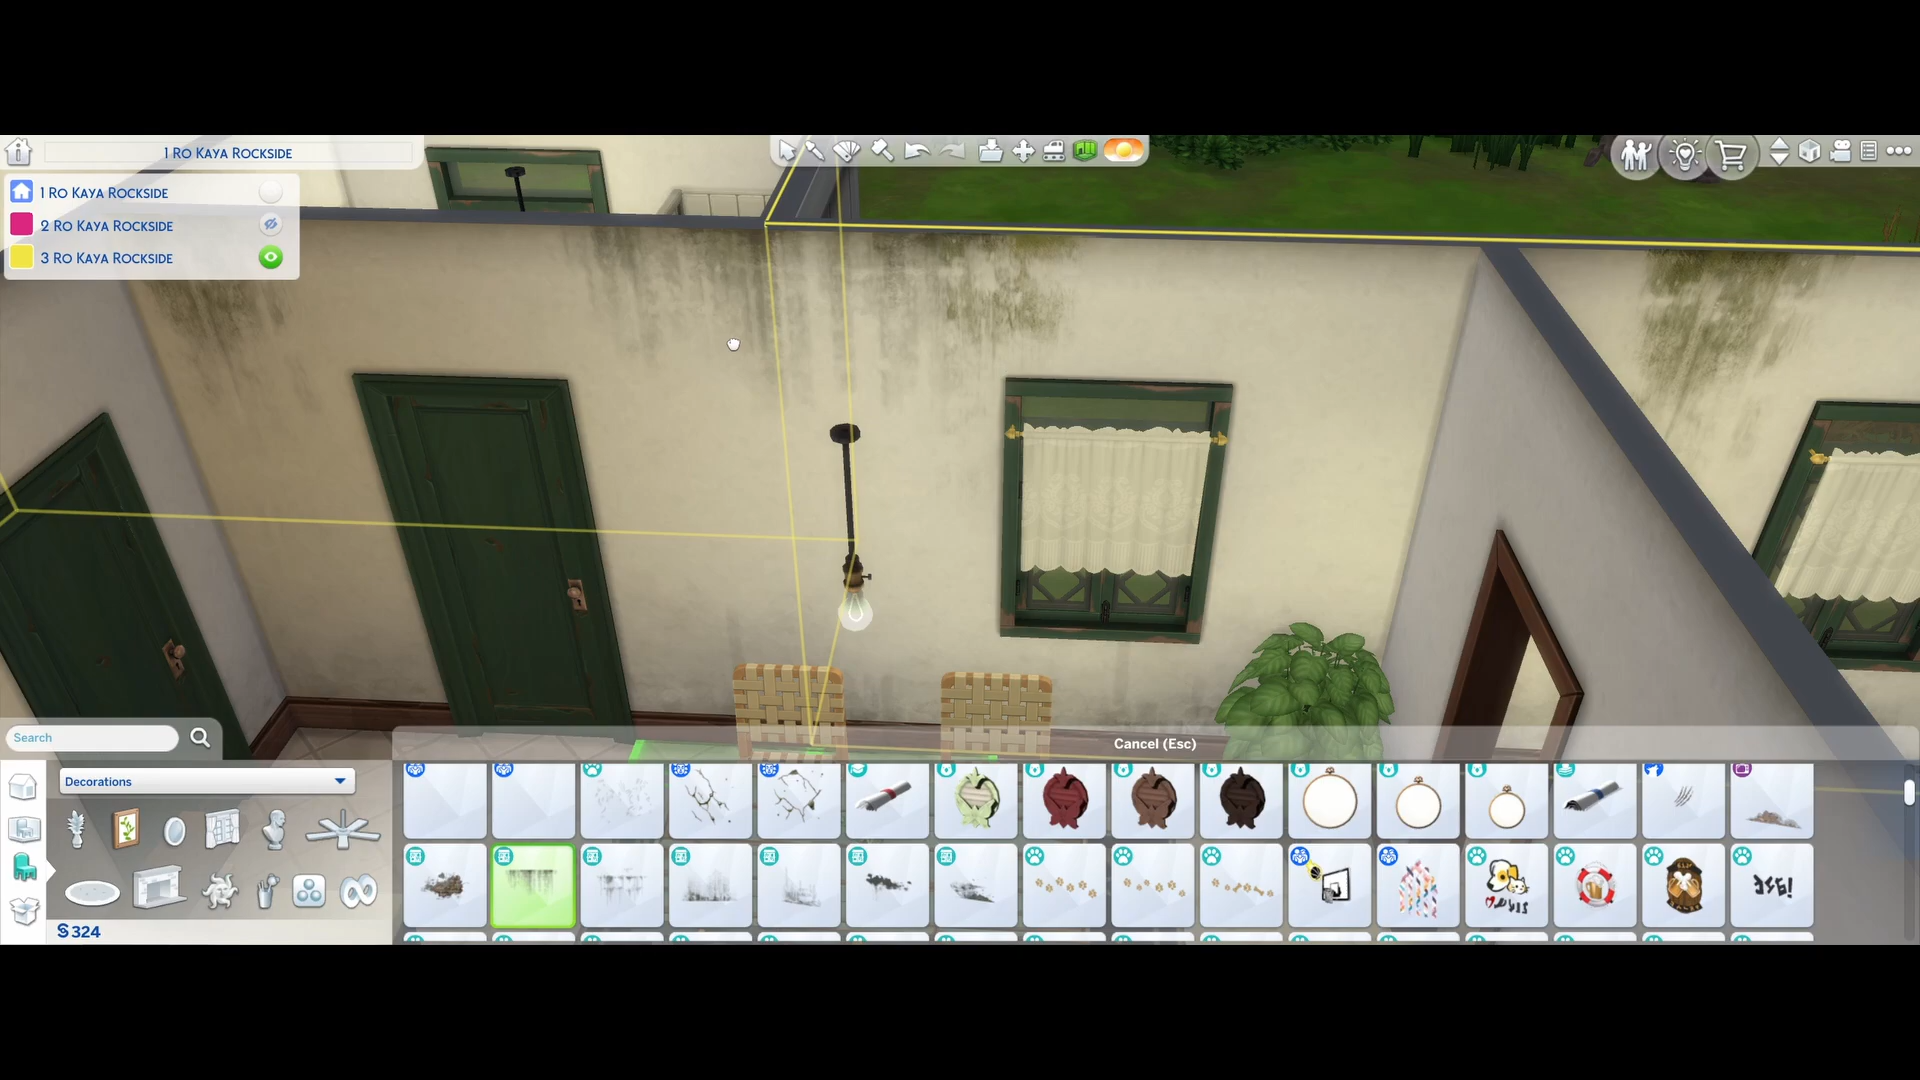 1 Ro Kaya Rockside
1 Ro Kaya Rockside
2 Ro Kaya Rockside
3 Ro Kaya Rockside
Search
Cancel (Esc)
Decorations
§324